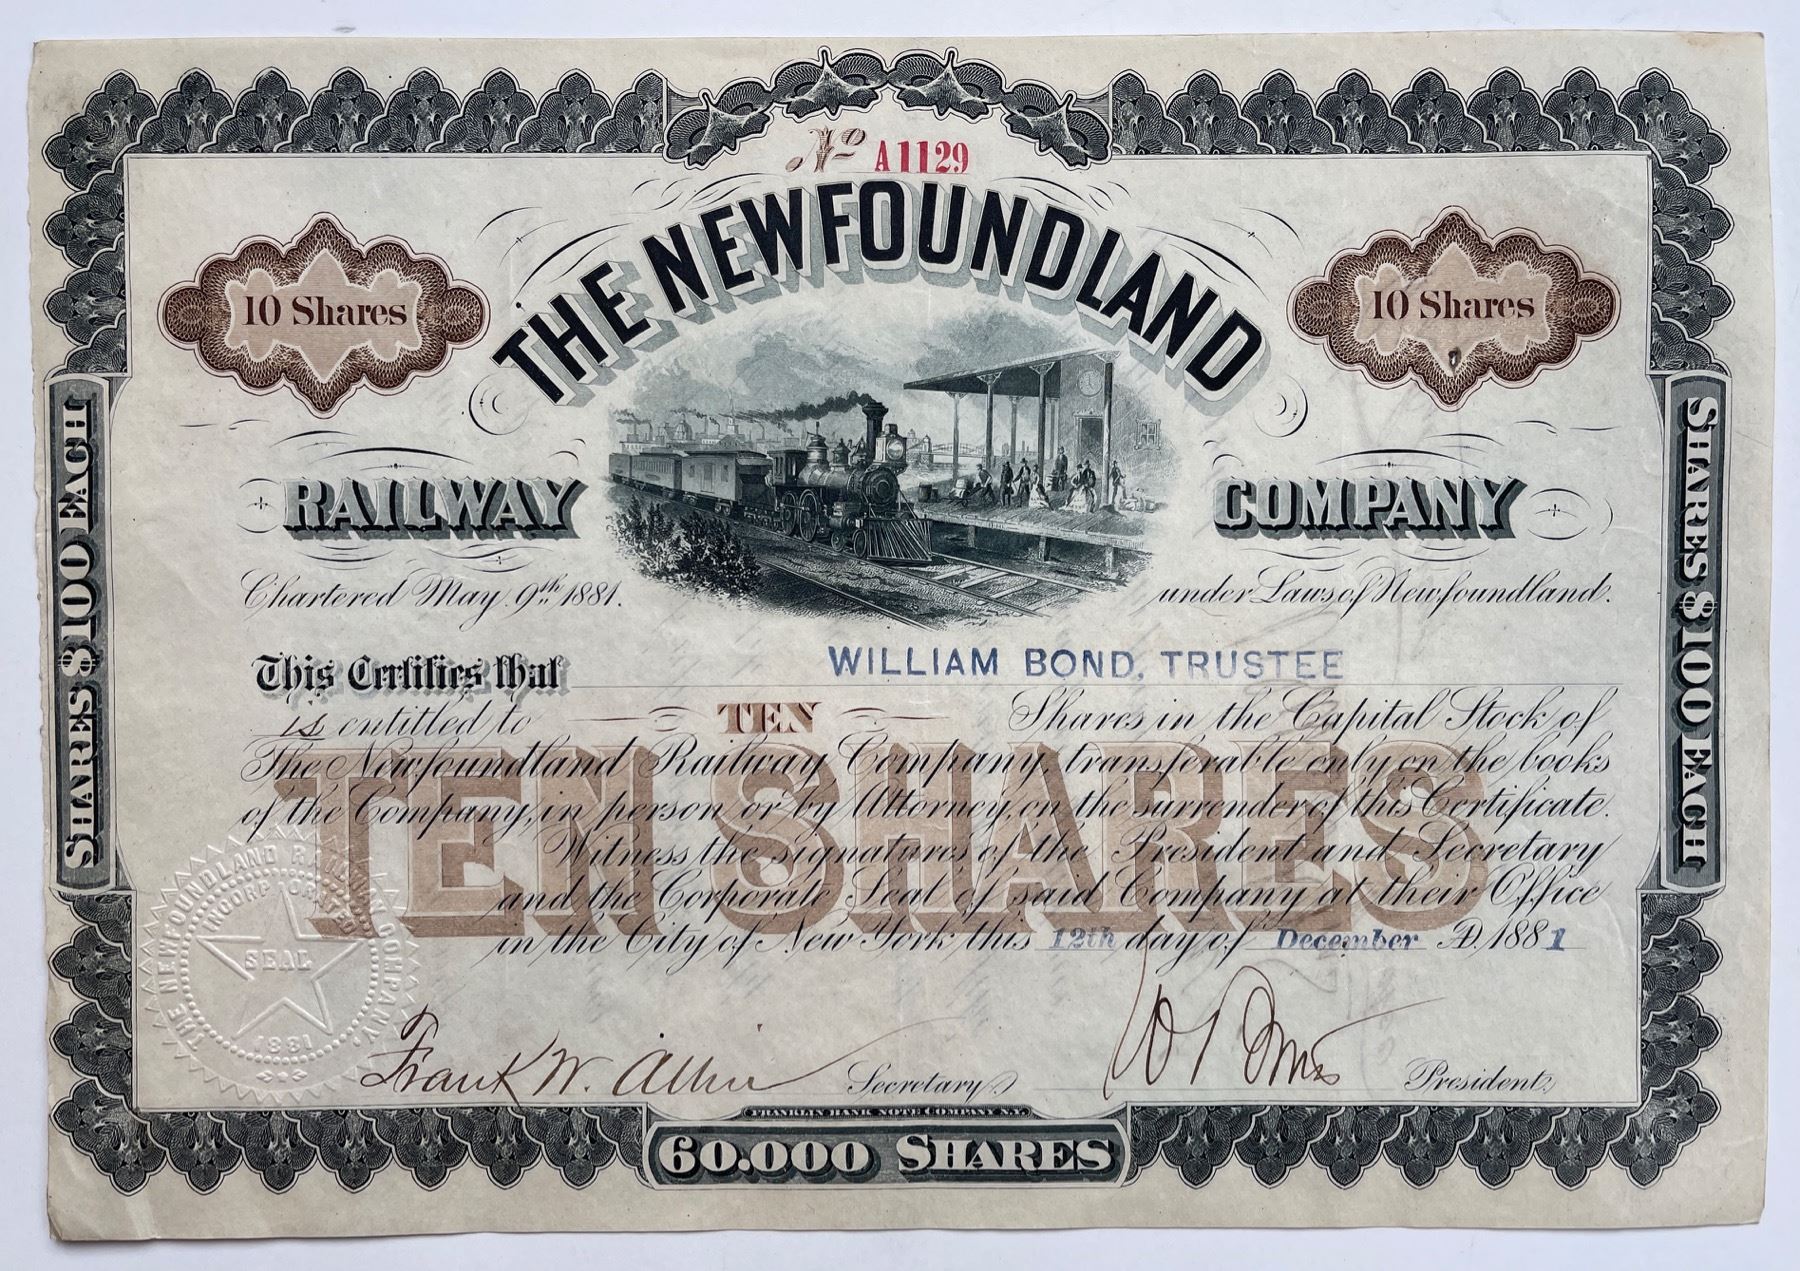 No A1129
THE NEWFOUNDLAND
10 Shares
10 Shares
RAILWAY COMPANY
Chartered May 9th 1881. under Laws of Newfoundland.
This Certifies that WILLIAM BOND, TRUSTEE
is entitled to TEN Shares in the Capital Stock of
The Newfoundland Railway Company, transferable only on the books
of the Company, in person or by Attorney, on the surrender of this Certificate.
Witness the signatures of the President and Secretary
and the Corporate Seal of said Company at their Office
in the City of New York this 12th day of December A.D. 1881
TEN SHARES
SHARES $100 EACH
SHARES $100 EACH
THE NEWFOUNDLAND RAILWAY COMPANY.
INCORPORATED
SEAL
1881
Frank W. Allin Secretary.
President.
FRANKLIN BANK NOTE COMPANY N.Y.
60.000 SHARES